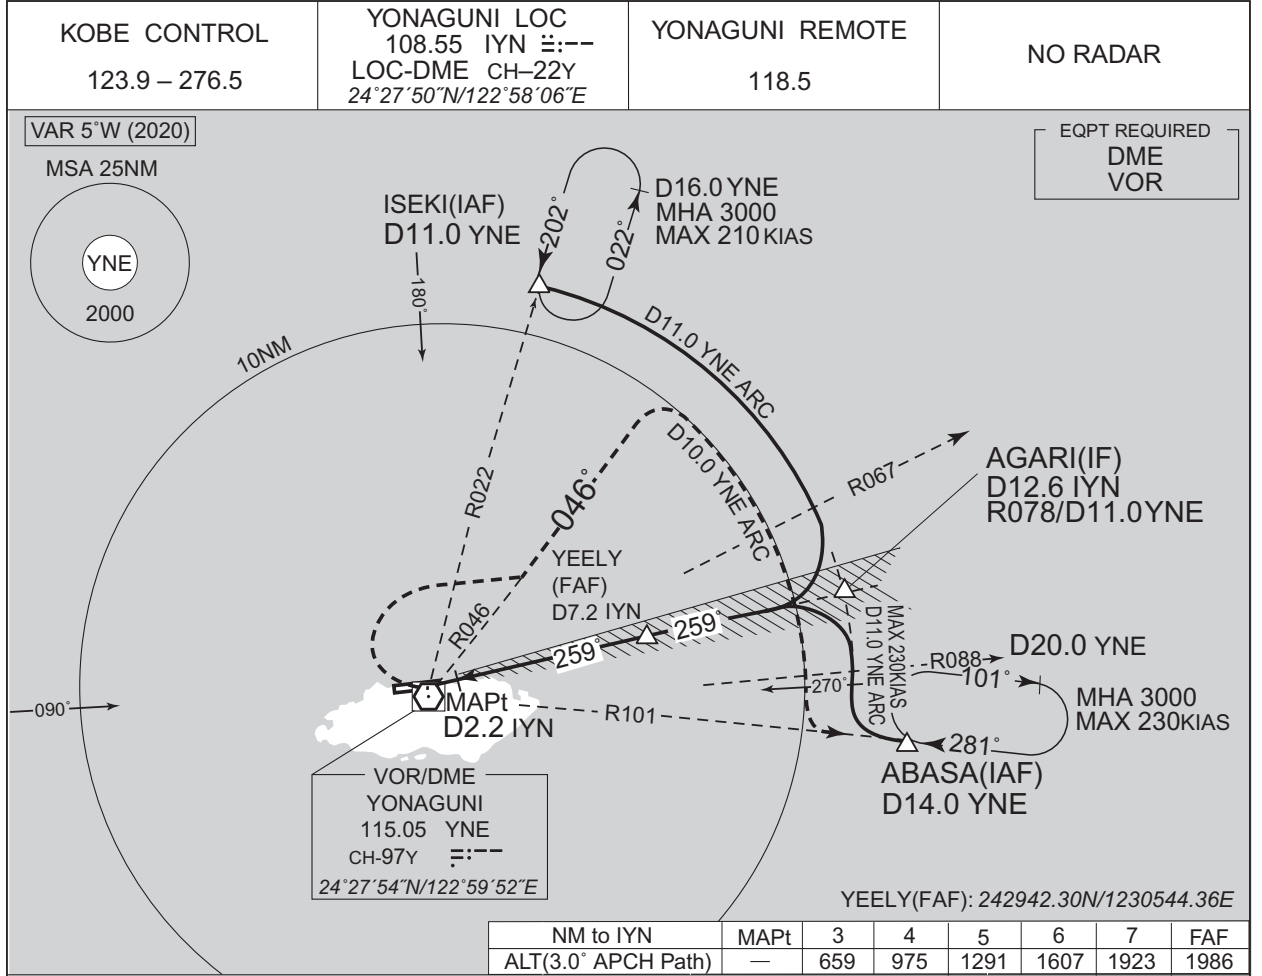 KOBE CONTROL
123.9 – 276.5
YONAGUNI LOC
108.55 IYN
LOC-DME CH–22Y
24°27′50″N/122°58′06″E
YONAGUNI REMOTE
118.5
NO RADAR
VAR 5°W (2020)
MSA 25NM
YNE
2000
EQPT REQUIRED
DME
VOR
ISEKI(IAF)
D11.0 YNE
180°
202°
022°
D16.0 YNE
MHA 3000
MAX 210 KIAS
10NM
D11.0 YNE ARC
D10.0 YNE ARC
R022
046°
R046
R067
AGARI(IF)
D12.6 IYN
R078/D11.0 YNE
YEELY
(FAF)
D7.2 IYN
259°
259°
MAX 230KIAS
D11.0 YNE ARC
R088
D20.0 YNE
101°
270°
MHA 3000
MAX 230KIAS
281°
090°
MAPt
D2.2 IYN
R101
ABASA(IAF)
D14.0 YNE
VOR/DME
YONAGUNI
115.05 YNE
CH-97Y
24°27′54″N/122°59′52″E
YEELY(FAF): 242942.30N/1230544.36E
NM to IYN MAPt 3 4 5 6 7 FAF
ALT(3.0° APCH Path) — 659 975 1291 1607 1923 1986